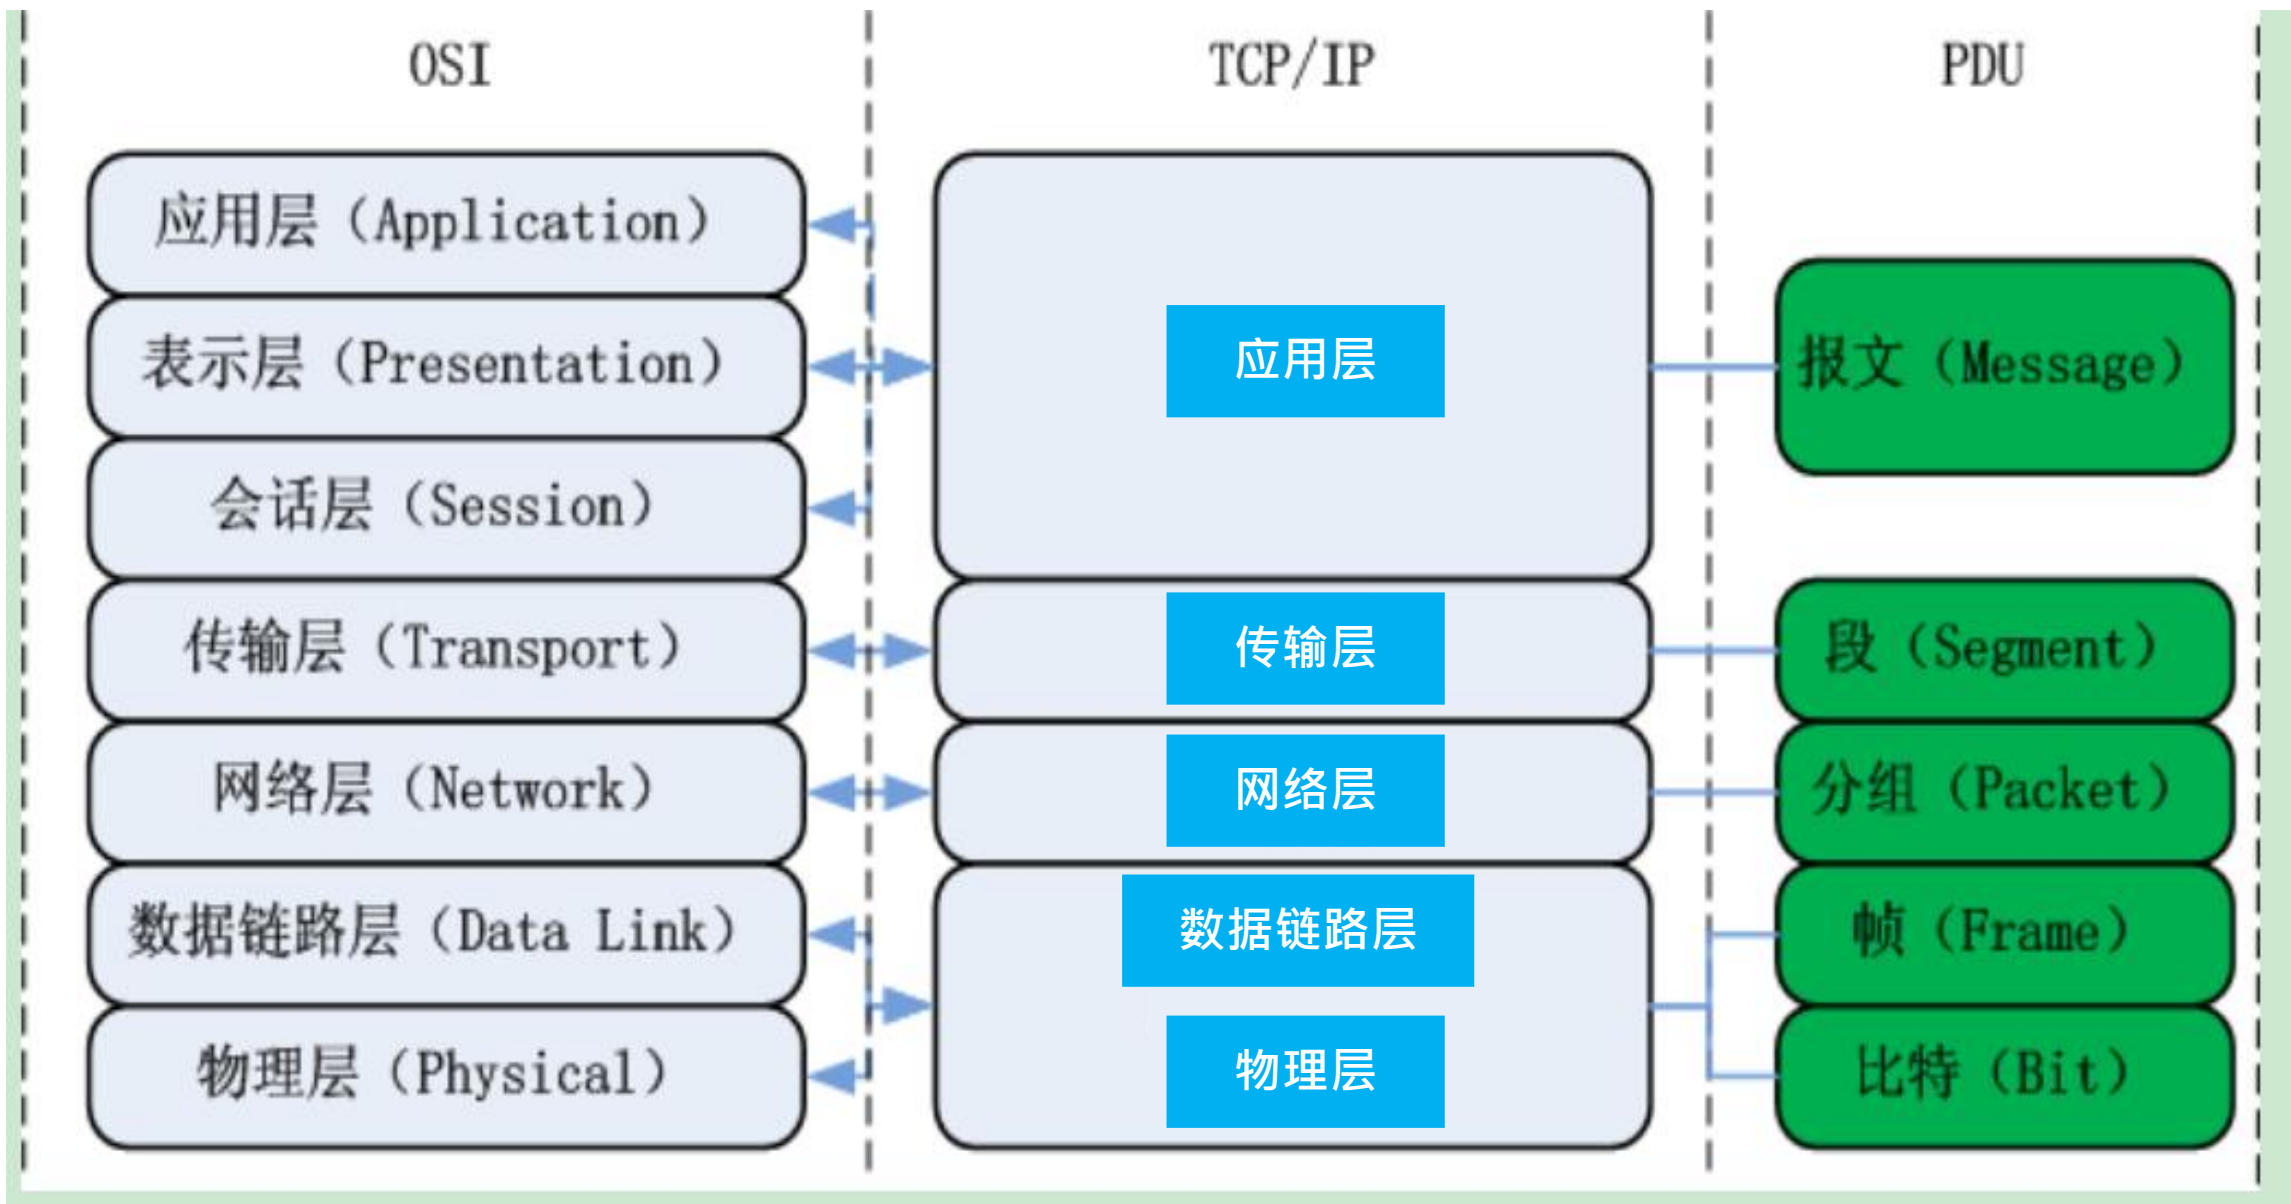 OSI
TCP/IP
PDU
应用层（Application）
表示层（Presentation）
会话层（Session）
传输层（Transport）
网络层（Network）
数据链路层（Data Link）
物理层（Physical）
应用层
传输层
网络层
数据链路层
物理层
报文（Message）
段（Segment）
分组（Packet）
帧（Frame）
比特（Bit）